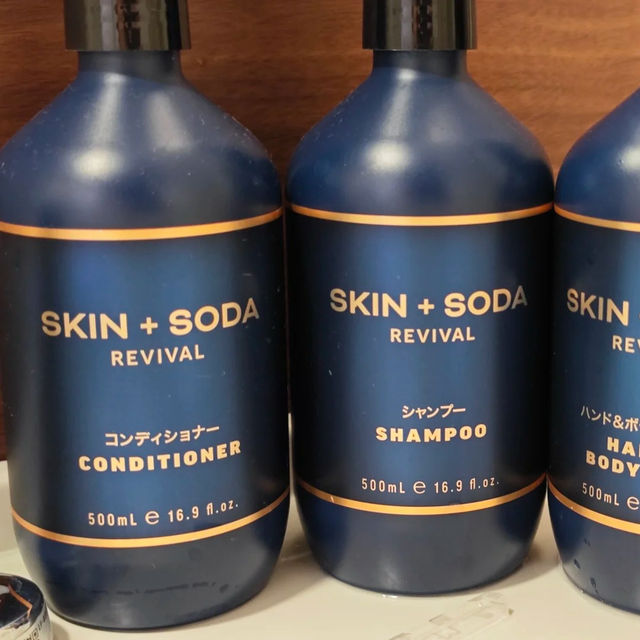 SKIN + SODA
REVIVAL
コンディショナー
CONDITIONER
500mL e 16.9 fl.oz.
SKIN + SODA
REVIVAL
シャンプー
SHAMPOO
500mL e 16.9 fl.oz.
SKIN
ハンド&ボ
BODY
500mL e